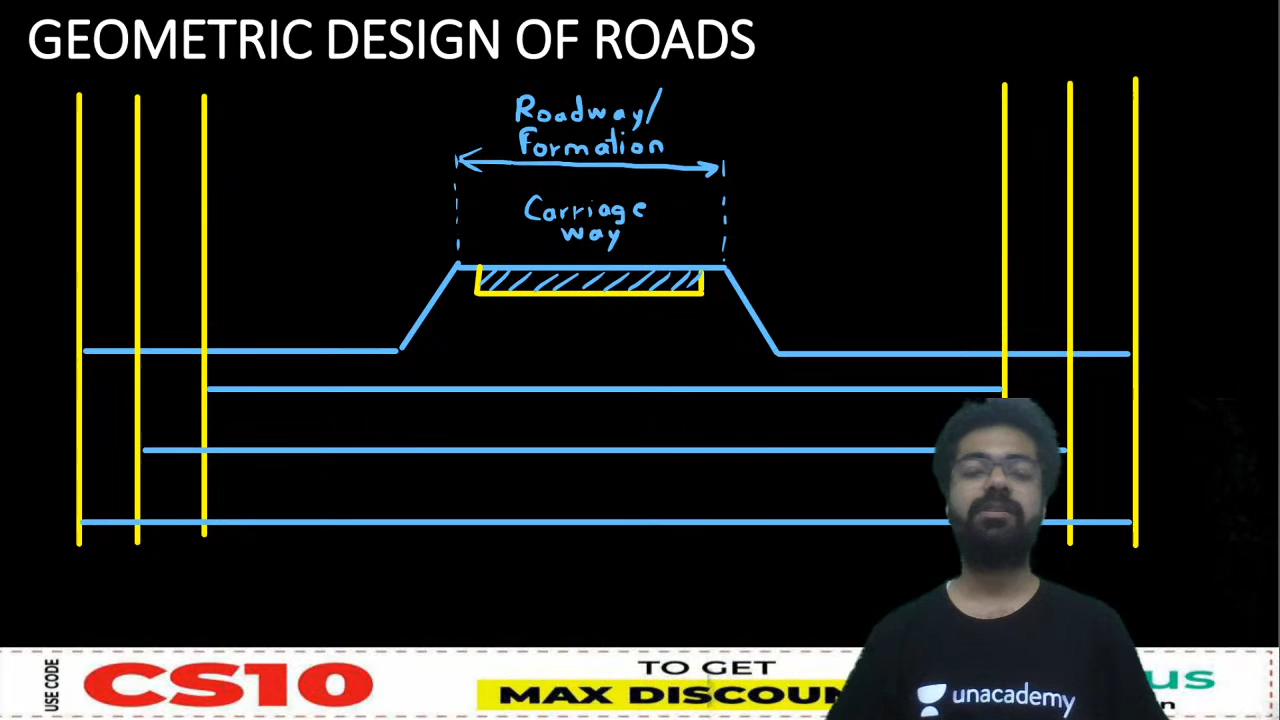 GEOMETRIC DESIGN OF ROADS
Roadway/
Formation
Carriage
way
USE CODE
CS10
TO GET
MAX DISCOUN
unacademy